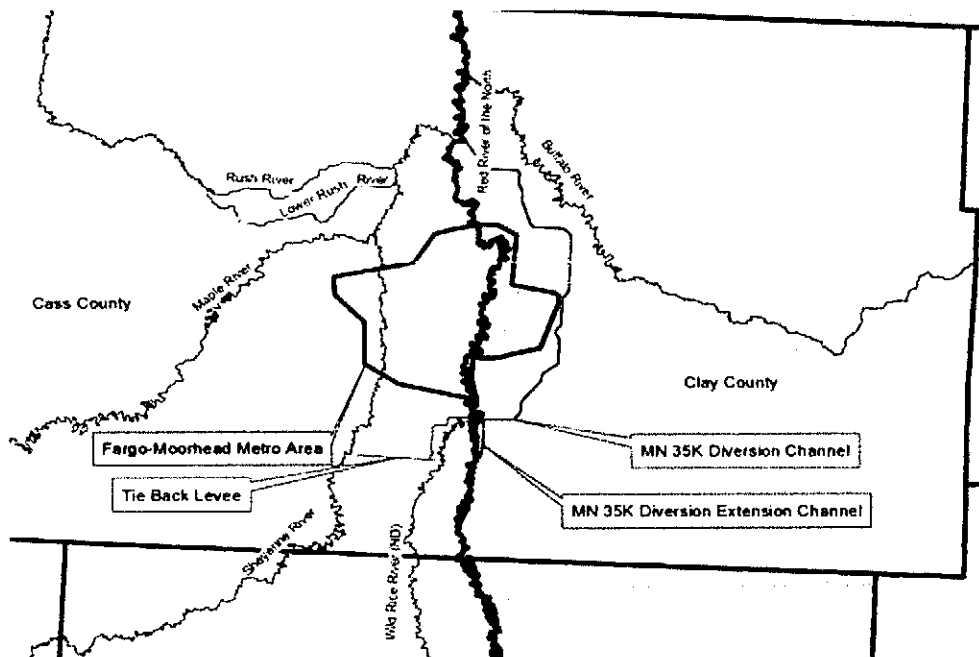 Red River of the North
Buffalo River
Rush River
Lower Rush River
Maple River
Cass County
Clay County
Fargo-Moorhead Metro Area
MN 35K Diversion Channel
Tie Back Levee
MN 35K Diversion Extension Channel
Sheyenne River
Wild Rice River (ND)